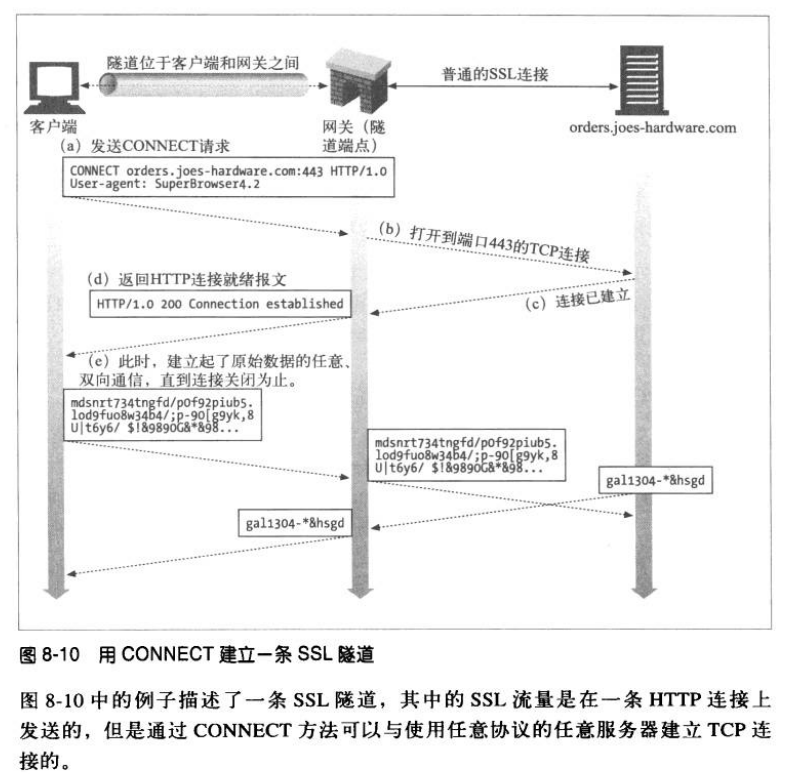 隧道位于客户端和网关之间
普通的SSL连接
客户端
网关（隧
道端点）
orders.joes-hardware.com
（a）发送CONNECT请求
CONNECT orders.joes-hardware.com:443 HTTP/1.0
User-agent: SuperBrowser4.2
（b）打开到端口443的TCP连接
（c）连接已建立
（d）返回HTTP连接就绪报文
HTTP/1.0 200 Connection established
（e）此时，建立起了原始数据的任意、
双向通信，直到连接关闭为止。
mdsnrt734tngfd/pOf92piub5.
lod9fuo8w34b4/;p-90[g9yk,8
U|t6y6/ $!&9890G&*&98...
mdsnrt734tngfd/pOf92piub5.
lod9fuo8w34b4/;p-90[g9yk,8
U|t6y6/ $!&9890G&*&98...
gal1304-*&hsgd
gal1304-*&hsgd
图 8-10 用 CONNECT 建立一条 SSL 隧道
图 8-10 中的例子描述了一条 SSL 隧道，其中的 SSL 流量是在一条 HTTP 连接上
发送的，但是通过 CONNECT 方法可以与使用任意协议的任意服务器建立 TCP 连
接的。